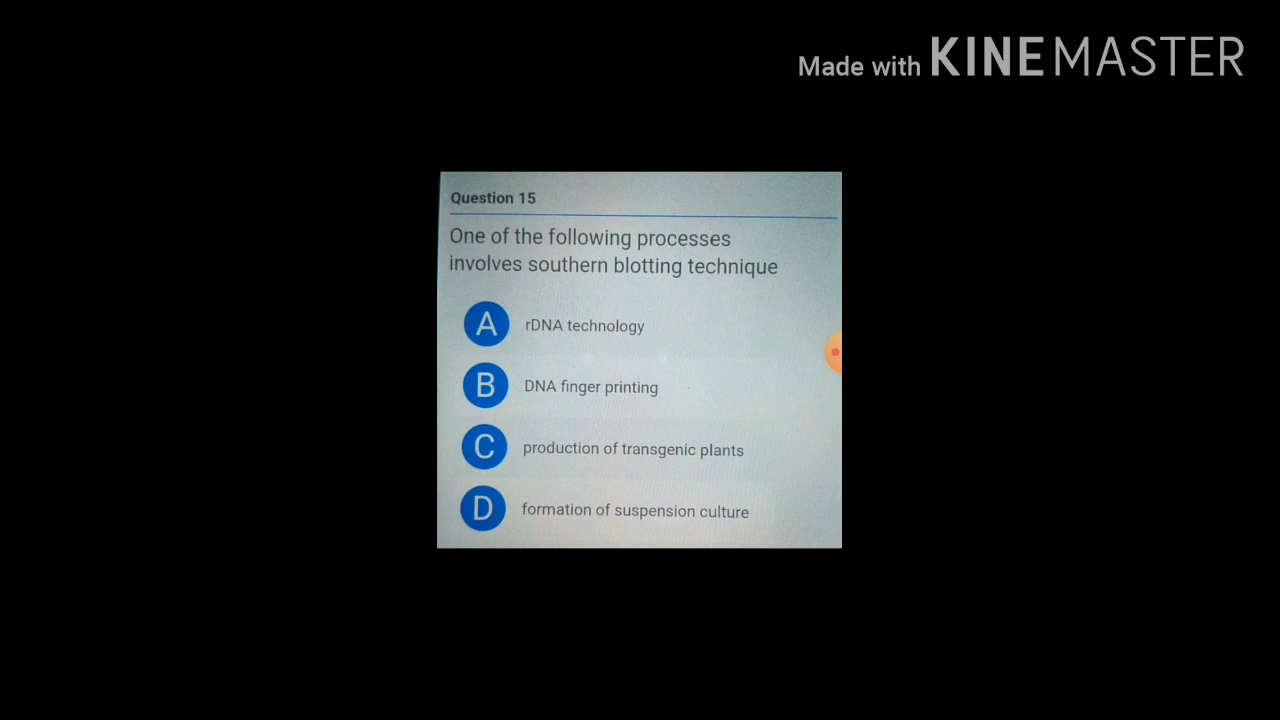 Made with KINEMASTER
Question 15
One of the following processes
involves southern blotting technique
A rDNA technology
B DNA finger printing
C production of transgenic plants
D formation of suspension culture